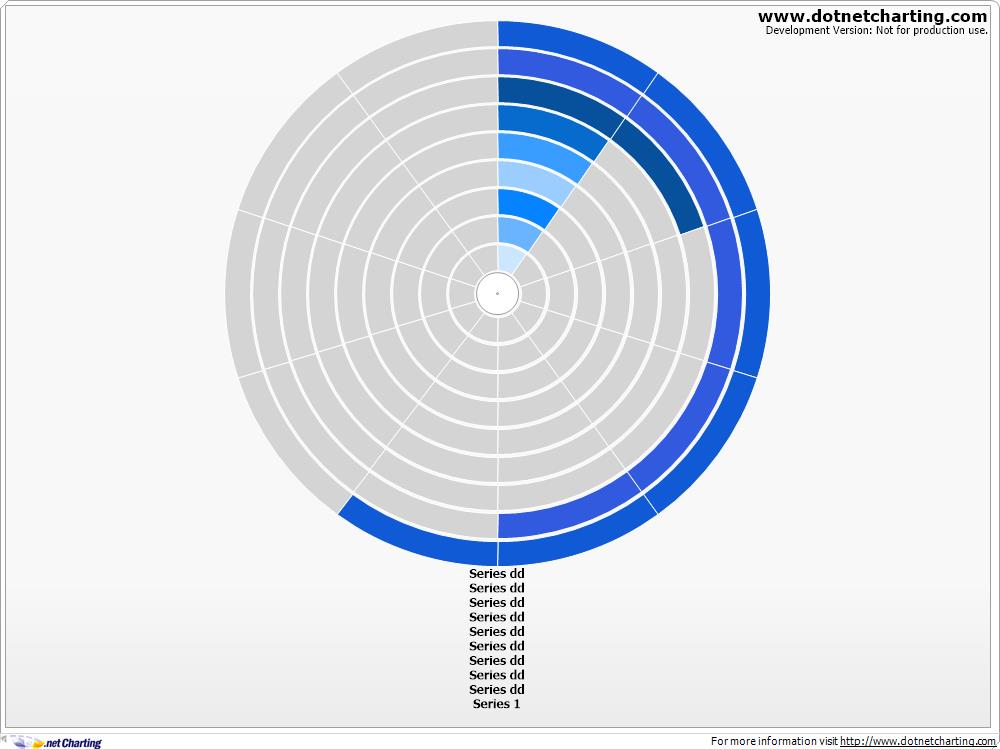 www.dotnetcharting.com
Development Version: Not for production use.
Series dd
Series dd
Series dd
Series dd
Series dd
Series dd
Series dd
Series dd
Series dd
Series 1
.net Charting
For more information visit http://www.dotnetcharting.com